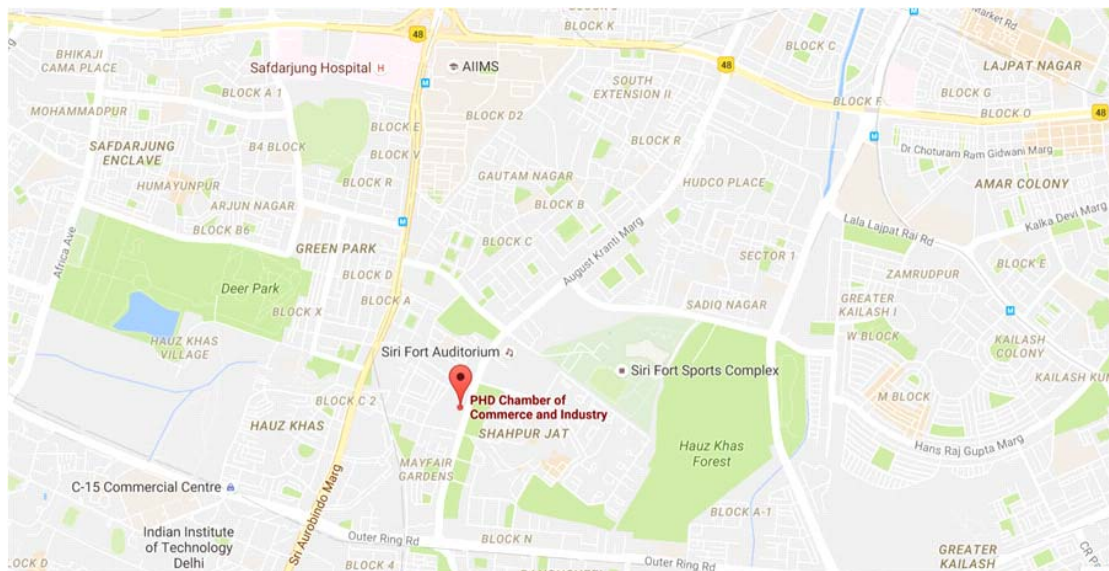 BLOCK K
48
BHIKAJI
CAMA PLACE
Safdarjung Hospital H
AIIMS
BLOCK C
Market Rd
LAJPAT NAGAR
48
BLOCK A 1
SOUTH
EXTENSION II
BLOCK F
BLOCK G
BLOCK O
48
MOHAMMADPUR
BLOCK E
BLOCK D2
SAFDARJUNG
ENCLAVE
B4 BLOCK
BLOCK V
BLOCK R
Dr Choturam Ram Gidwani Marg
HUMAYUNPUR
BLOCK R
GAUTAM NAGAR
HUDCO PLACE
AMAR COLONY
ARJUN NAGAR
BLOCK B
Kalka Devi Marg
BLOCK B6
Lala Lajpat Rai Rd
Africa Ave
GREEN PARK
BLOCK C
August Kranti Marg
SECTOR 1
BLOCK E
BLOCK D
ZAMRUDPUR
Deer Park
BLOCK A
SADIQ NAGAR
GREATER
KAILASH I
BLOCK X
W BLOCK
HAUZ KHAS
VILLAGE
Siri Fort Auditorium
KAILASH
COLONY
Siri Fort Sports Complex
KAILASH KUN
PHD Chamber of
Commerce and Industry
BLOCK C 2
M BLOCK
HAUZ KHAS
SHAHPUR JAT
Hauz Khas
Forest
Hans Raj Gupta Marg
MAYFAIR
GARDENS
C-15 Commercial Centre
Sri Aurobindo Marg
BLOCK A-1
Indian Institute
of Technology
Delhi
Outer Ring Rd
BLOCK N
BLOCK D
BLOCK 4
Outer Ring Rd
GREATER
KAILASH